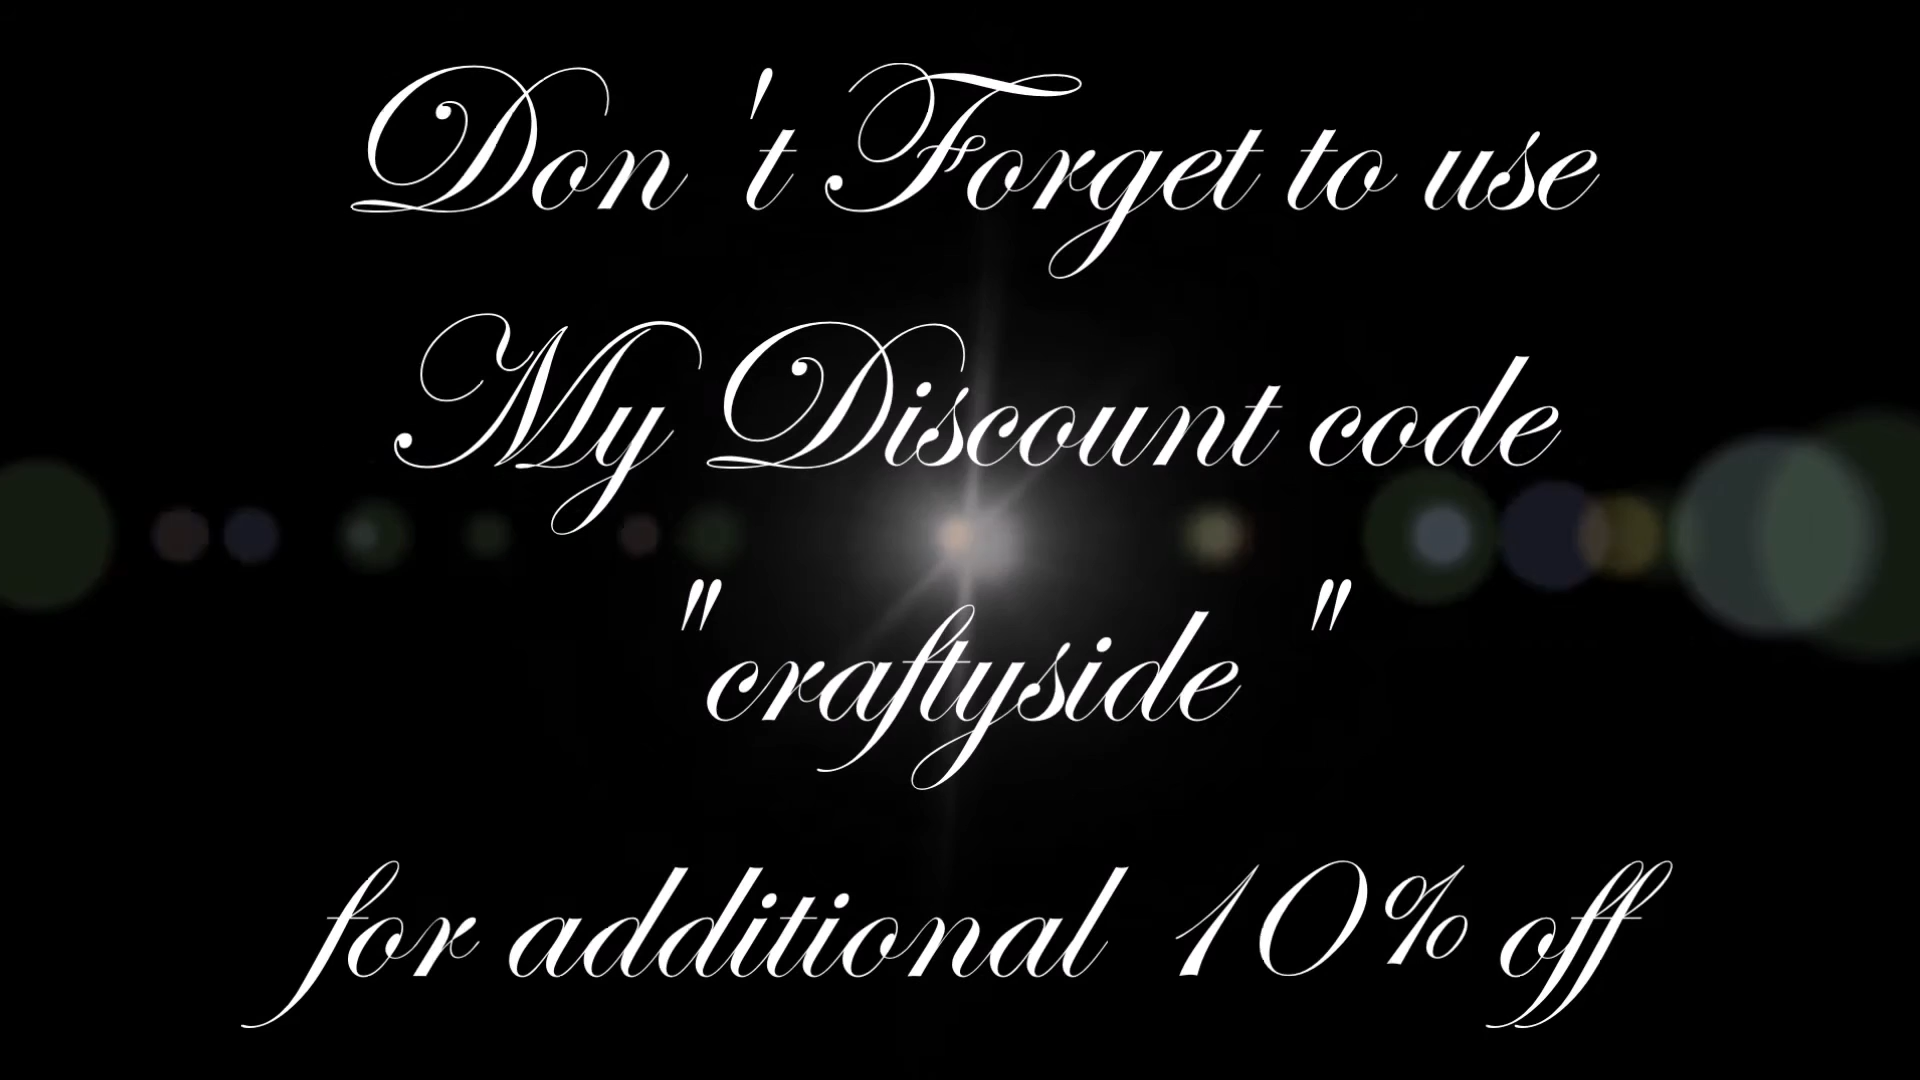 Don't Forget to use
My Discount code
"craftyside"
for additional 10% off